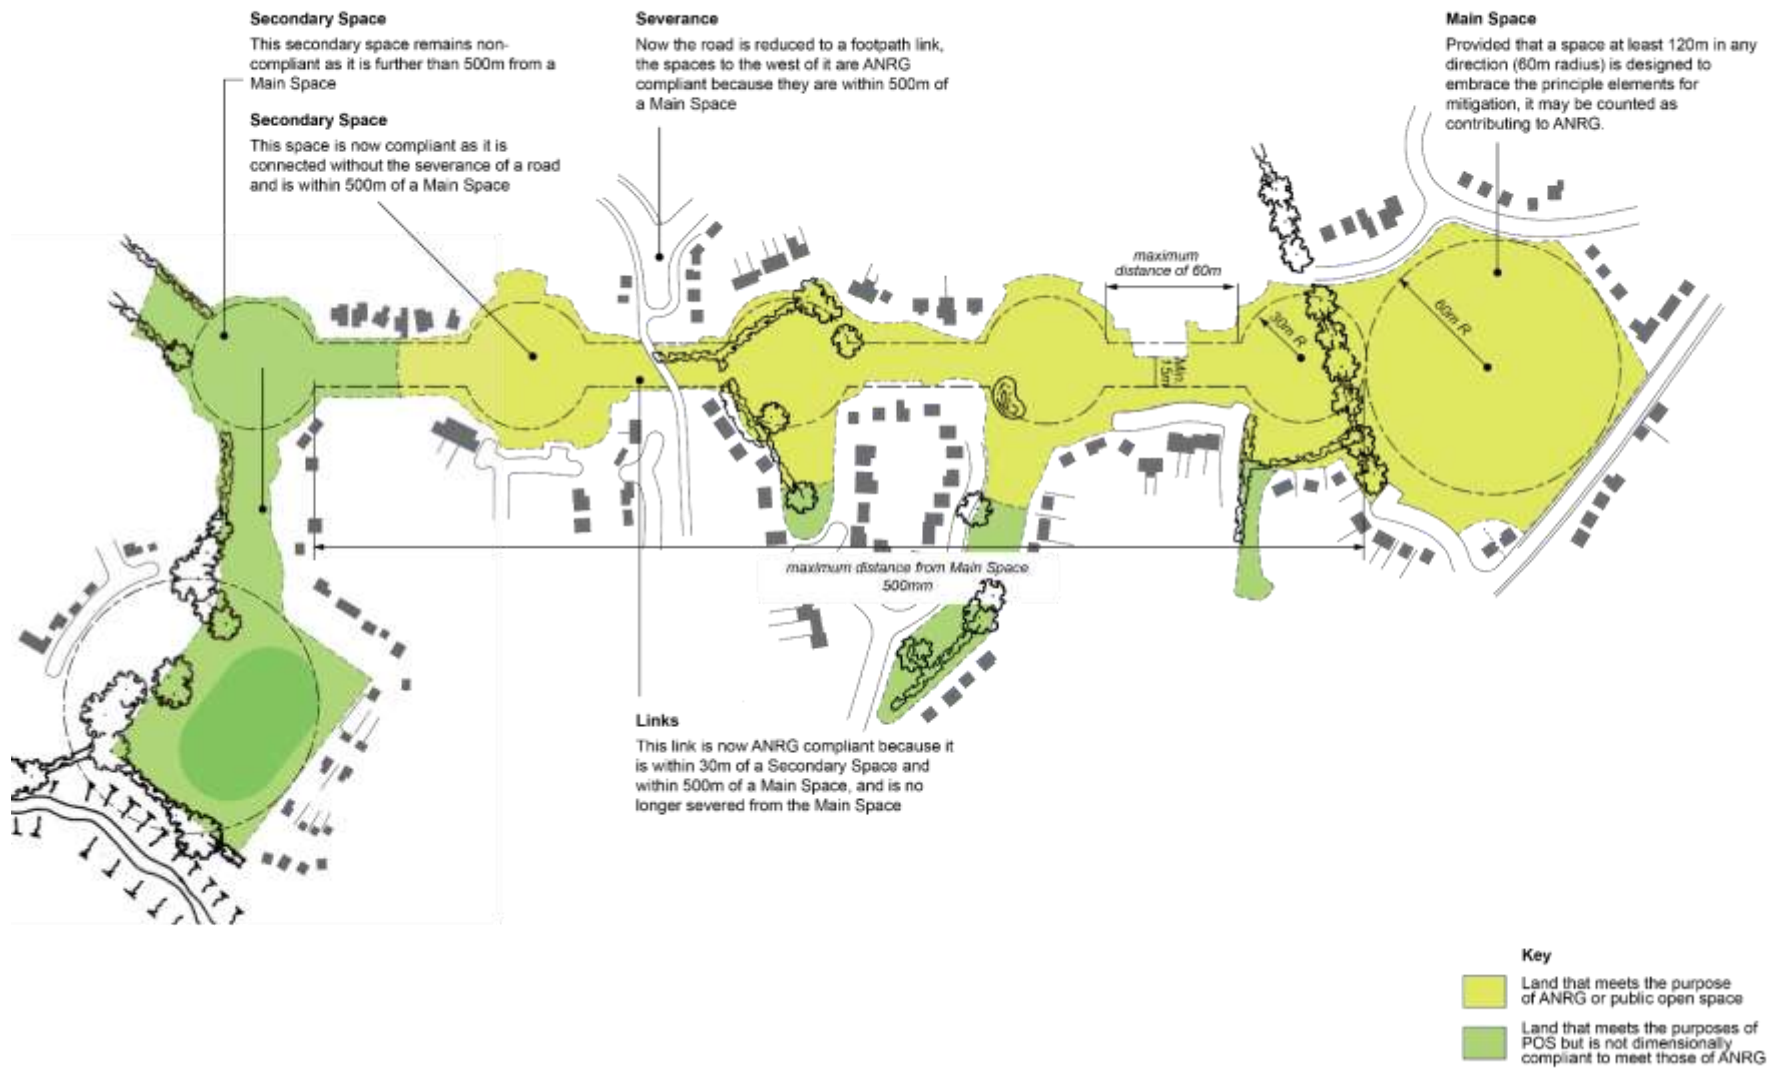 Secondary Space
This secondary space remains non-
compliant as it is further than 500m from a
Main Space
Secondary Space
This space is now compliant as it is
connected without the severance of a road
and is within 500m of a Main Space
Severance
Now the road is reduced to a footpath link,
the spaces to the west of it are ANRG
compliant because they are within 500m of
a Main Space
Main Space
Provided that a space at least 120m in any
direction (60m radius) is designed to
embrace the principle elements for
mitigation, it may be counted as
contributing to ANRG.
maximum
distance of 60m
30m R
60m R
Min.
15m
maximum distance from Main Space
500mm
Links
This link is now ANRG compliant because it
is within 30m of a Secondary Space and
within 500m of a Main Space, and is no
longer severed from the Main Space
Key
Land that meets the purpose
of ANRG or public open space
Land that meets the purposes of
POS but is not dimensionally
compliant to meet those of ANRG